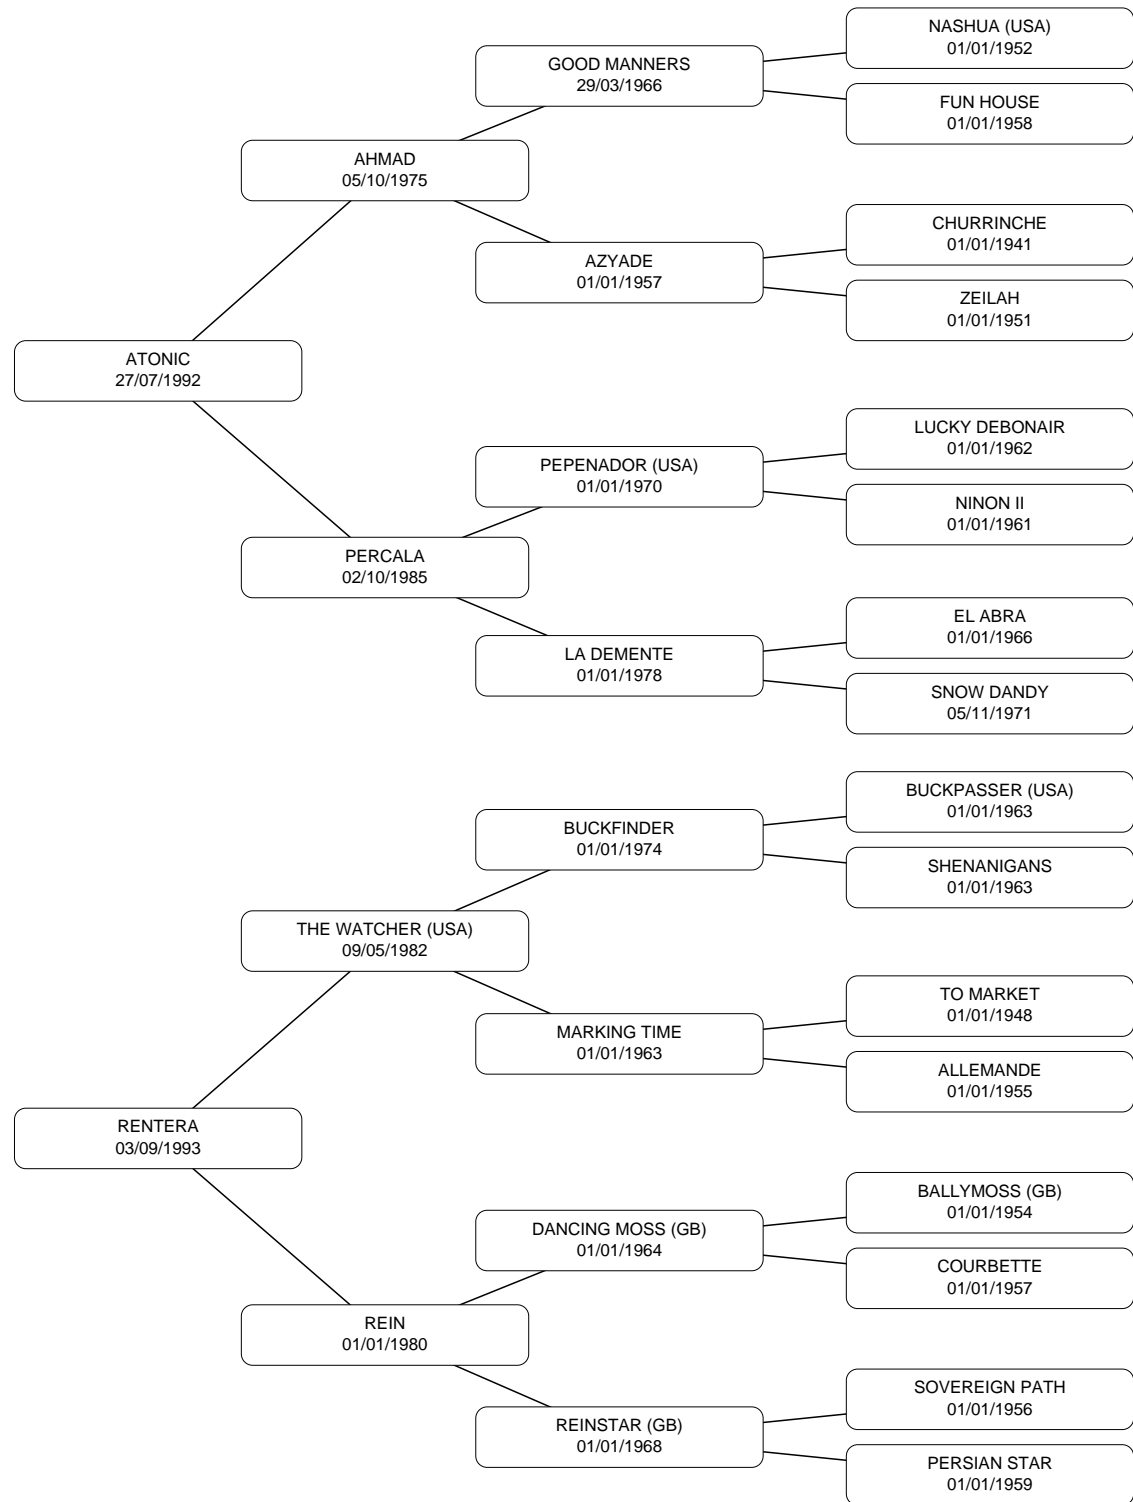 NASHUA (USA)
01/01/1952
GOOD MANNERS
29/03/1966
FUN HOUSE
01/01/1958
AHMAD
05/10/1975
CHURRINCHE
01/01/1941
AZYADE
01/01/1957
ZEILAH
01/01/1951
ATONIC
27/07/1992
LUCKY DEBONAIR
01/01/1962
PEPENADOR (USA)
01/01/1970
NINON II
01/01/1961
PERCALA
02/10/1985
EL ABRA
01/01/1966
LA DEMENTE
01/01/1978
SNOW DANDY
05/11/1971
BUCKPASSER (USA)
01/01/1963
BUCKFINDER
01/01/1974
SHENANIGANS
01/01/1963
THE WATCHER (USA)
09/05/1982
TO MARKET
01/01/1948
MARKING TIME
01/01/1963
ALLEMANDE
01/01/1955
RENTERA
03/09/1993
BALLYMOSS (GB)
01/01/1954
DANCING MOSS (GB)
01/01/1964
COURBETTE
01/01/1957
REIN
01/01/1980
SOVEREIGN PATH
01/01/1956
REINSTAR (GB)
01/01/1968
PERSIAN STAR
01/01/1959